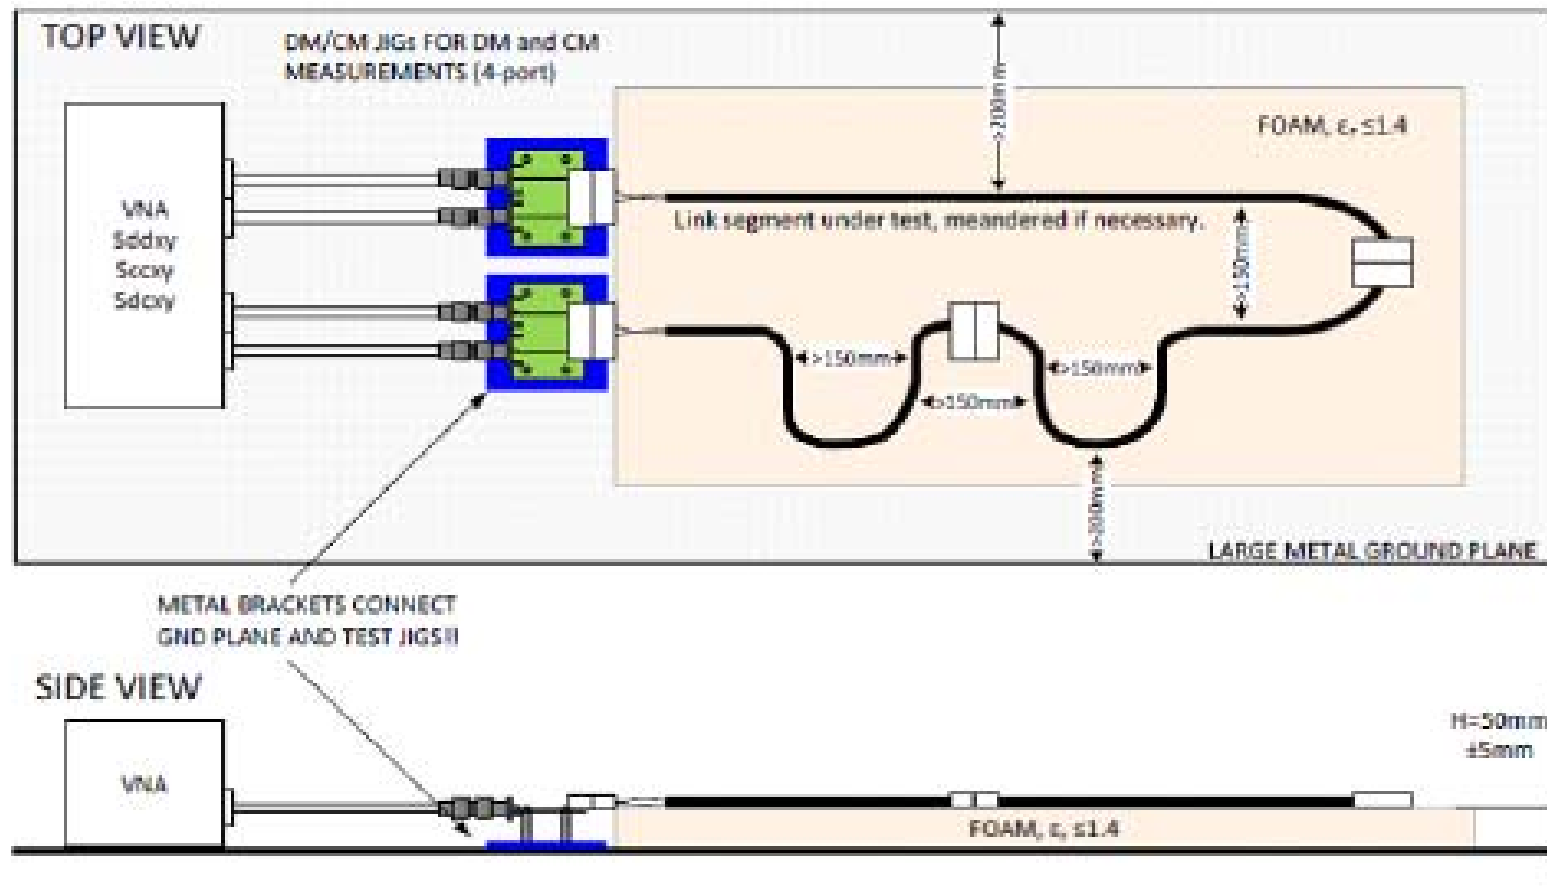 TOP VIEW
DM/CM JIGs FOR DM and CM
MEASUREMENTS (4-port)
>200mm
FOAM, εᵣ ≤1.4
VNA
Sddxy
Sccxy
Sdcxy
Link segment under test, meandered if necessary.
>150mm
>150mm
>150mm
>150mm
>200mm
LARGE METAL GROUND PLANE
METAL BRACKETS CONNECT
GND PLANE AND TEST JIGS!!
SIDE VIEW
H=50mm
±5mm
VNA
FOAM, εᵣ ≤1.4